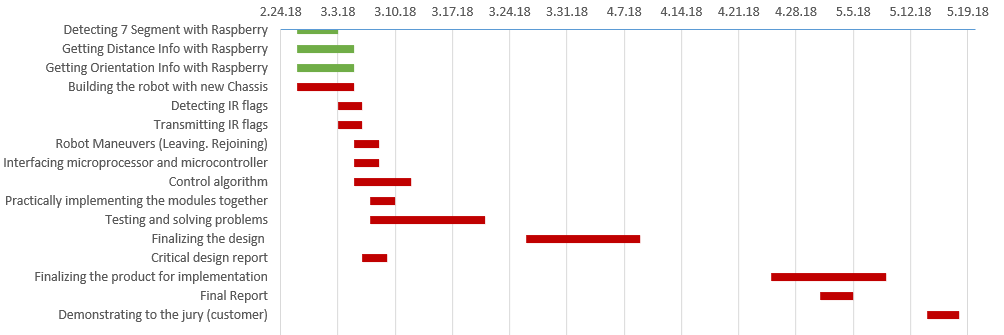 2.24.18 3.3.18 3.10.18 3.17.18 3.24.18 3.31.18 4.7.18 4.14.18 4.21.18 4.28.18 5.5.18 5.12.18 5.19.18
Detecting 7 Segment with Raspberry
Getting Distance Info with Raspberry
Getting Orientation Info with Raspberry
Building the robot with new Chassis
Detecting IR flags
Transmitting IR flags
Robot Maneuvers (Leaving. Rejoining)
Interfacing microprocessor and microcontroller
Control algorithm
Practically implementing the modules together
Testing and solving problems
Finalizing the design
Critical design report
Finalizing the product for implementation
Final Report
Demonstrating to the jury (customer)